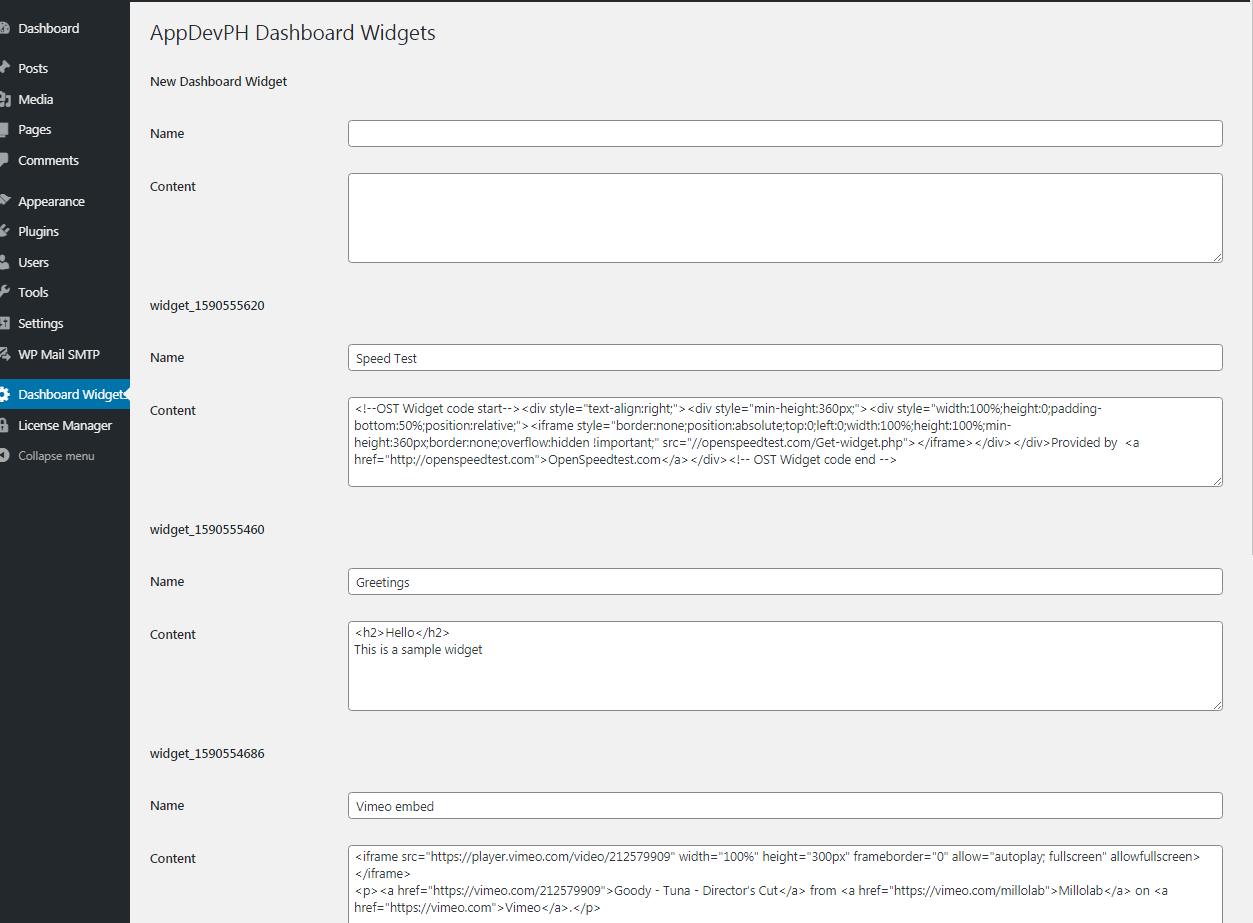 Dashboard
Posts
Media
Pages
Comments
Appearance
Plugins
Users
Tools
Settings
WP Mail SMTP
Dashboard Widgets
License Manager
Collapse menu
AppDevPH Dashboard Widgets
New Dashboard Widget
Name
Content
widget_1590555620
Name
Speed Test
Content
<!--OST Widget code start--><div style="text-align:right;"><div style="min-height:360px;"><div style="width:100%;height:0;padding-
bottom:50%;position:relative;"><iframe style="border:none;position:absolute;top:0;left:0;width:100%;height:100%;min-
height:360px;border:none;overflow:hidden !important;" src="//openspeedtest.com/Get-widget.php"></iframe></div></div>Provided by <a
href="http://openspeedtest.com">OpenSpeedtest.com</a></div><!-- OST Widget code end -->
widget_1590555460
Name
Greetings
Content
<h2>Hello</h2>
This is a sample widget
widget_1590554686
Name
Vimeo embed
Content
<iframe src="https://player.vimeo.com/video/212579909" width="100%" height="300px" frameborder="0" allow="autoplay; fullscreen" allowfullscreen>
</iframe>
<p><a href="https://vimeo.com/212579909">Goody - Tuna - Director's Cut</a> from <a href="https://vimeo.com/millolab">Millolab</a> on <a
href="https://vimeo.com">Vimeo</a>.</p>